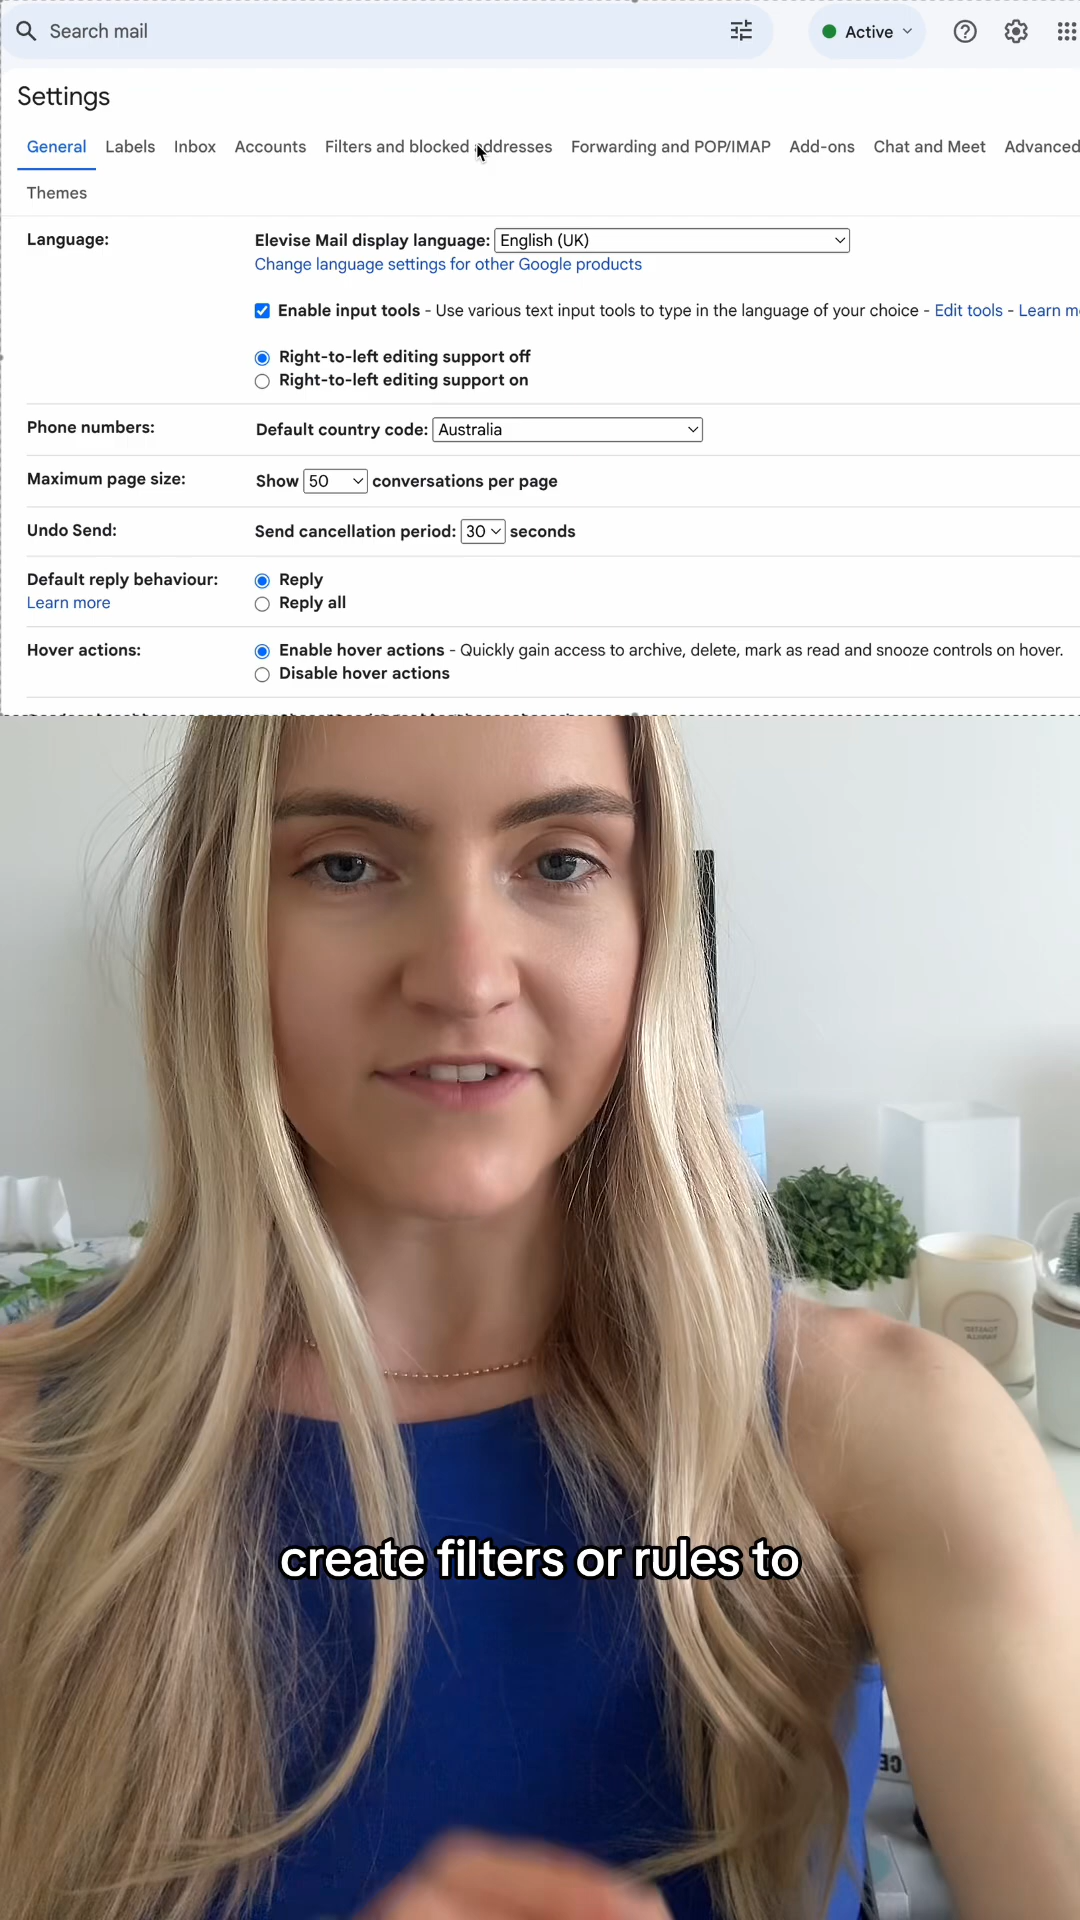 Search mail
Active
Settings
General Labels Inbox Accounts Filters and blocked addresses Forwarding and POP/IMAP Add-ons Chat and Meet Advanced
Themes
Language:
Elevise Mail display language: English (UK)
Change language settings for other Google products
Enable input tools - Use various text input tools to type in the language of your choice - Edit tools - Learn
Right-to-left editing support off
Right-to-left editing support on
Phone numbers:
Default country code: Australia
Maximum page size:
Show 50 conversations per page
Undo Send:
Send cancellation period: 30 seconds
Default reply behaviour:
Learn more
Reply
Reply all
Hover actions:
Enable hover actions - Quickly gain access to archive, delete, mark as read and snooze controls on hover.
Disable hover actions
create filters or rules to